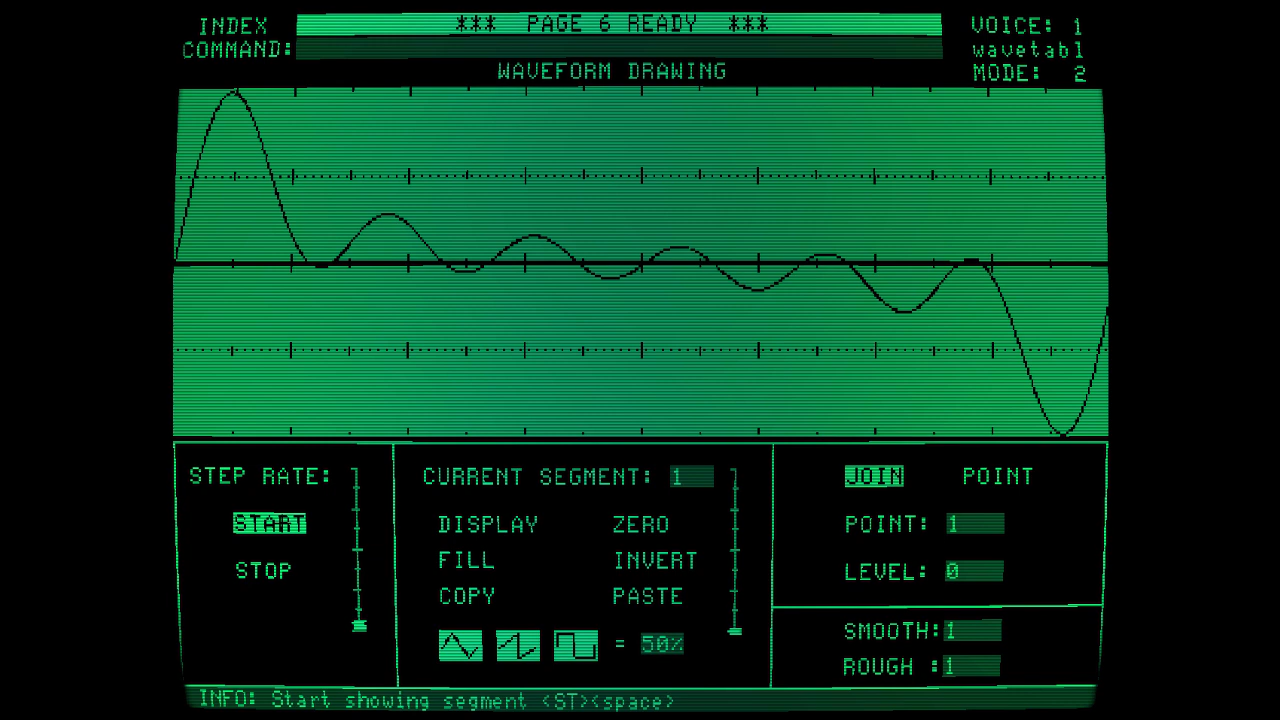 INDEX *** PAGE 6 READY *** VOICE: 1
COMMAND: wavetabl
WAVEFORM DRAWING MODE: 2
STEP RATE:
START
STOP
CURRENT SEGMENT: 1
DISPLAY ZERO
FILL INVERT
COPY PASTE
= 50%
JOIN POINT
POINT: 1
LEVEL: 0
SMOOTH: 1
ROUGH : 1
INFO: Start showing segment <ST><space>